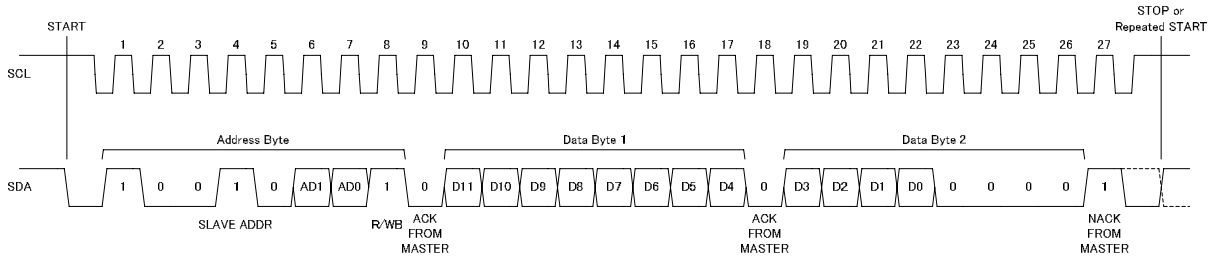 START
STOP or
Repeated START
1 2 3 4 5 6 7 8 9 10 11 12 13 14 15 16 17 18 19 20 21 22 23 24 25 26 27
SCL
Address Byte
Data Byte 1
Data Byte 2
SDA
1 0 0 1 0 AD1 AD0 1 0 D11 D10 D9 D8 D7 D6 D5 D4 0 D3 D2 D1 D0 0 0 0 0 1
SLAVE ADDR
R/WB
ACK
FROM
MASTER
ACK
FROM
MASTER
NACK
FROM
MASTER